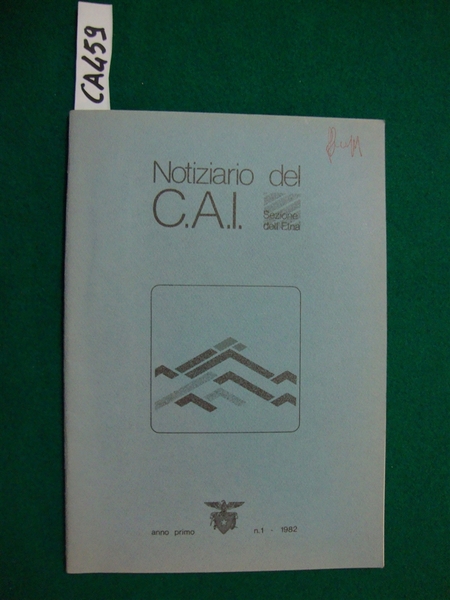 CA459
Notiziario del
C.A.I. Sezione
dell'Etna
anno primo n.1 - 1982